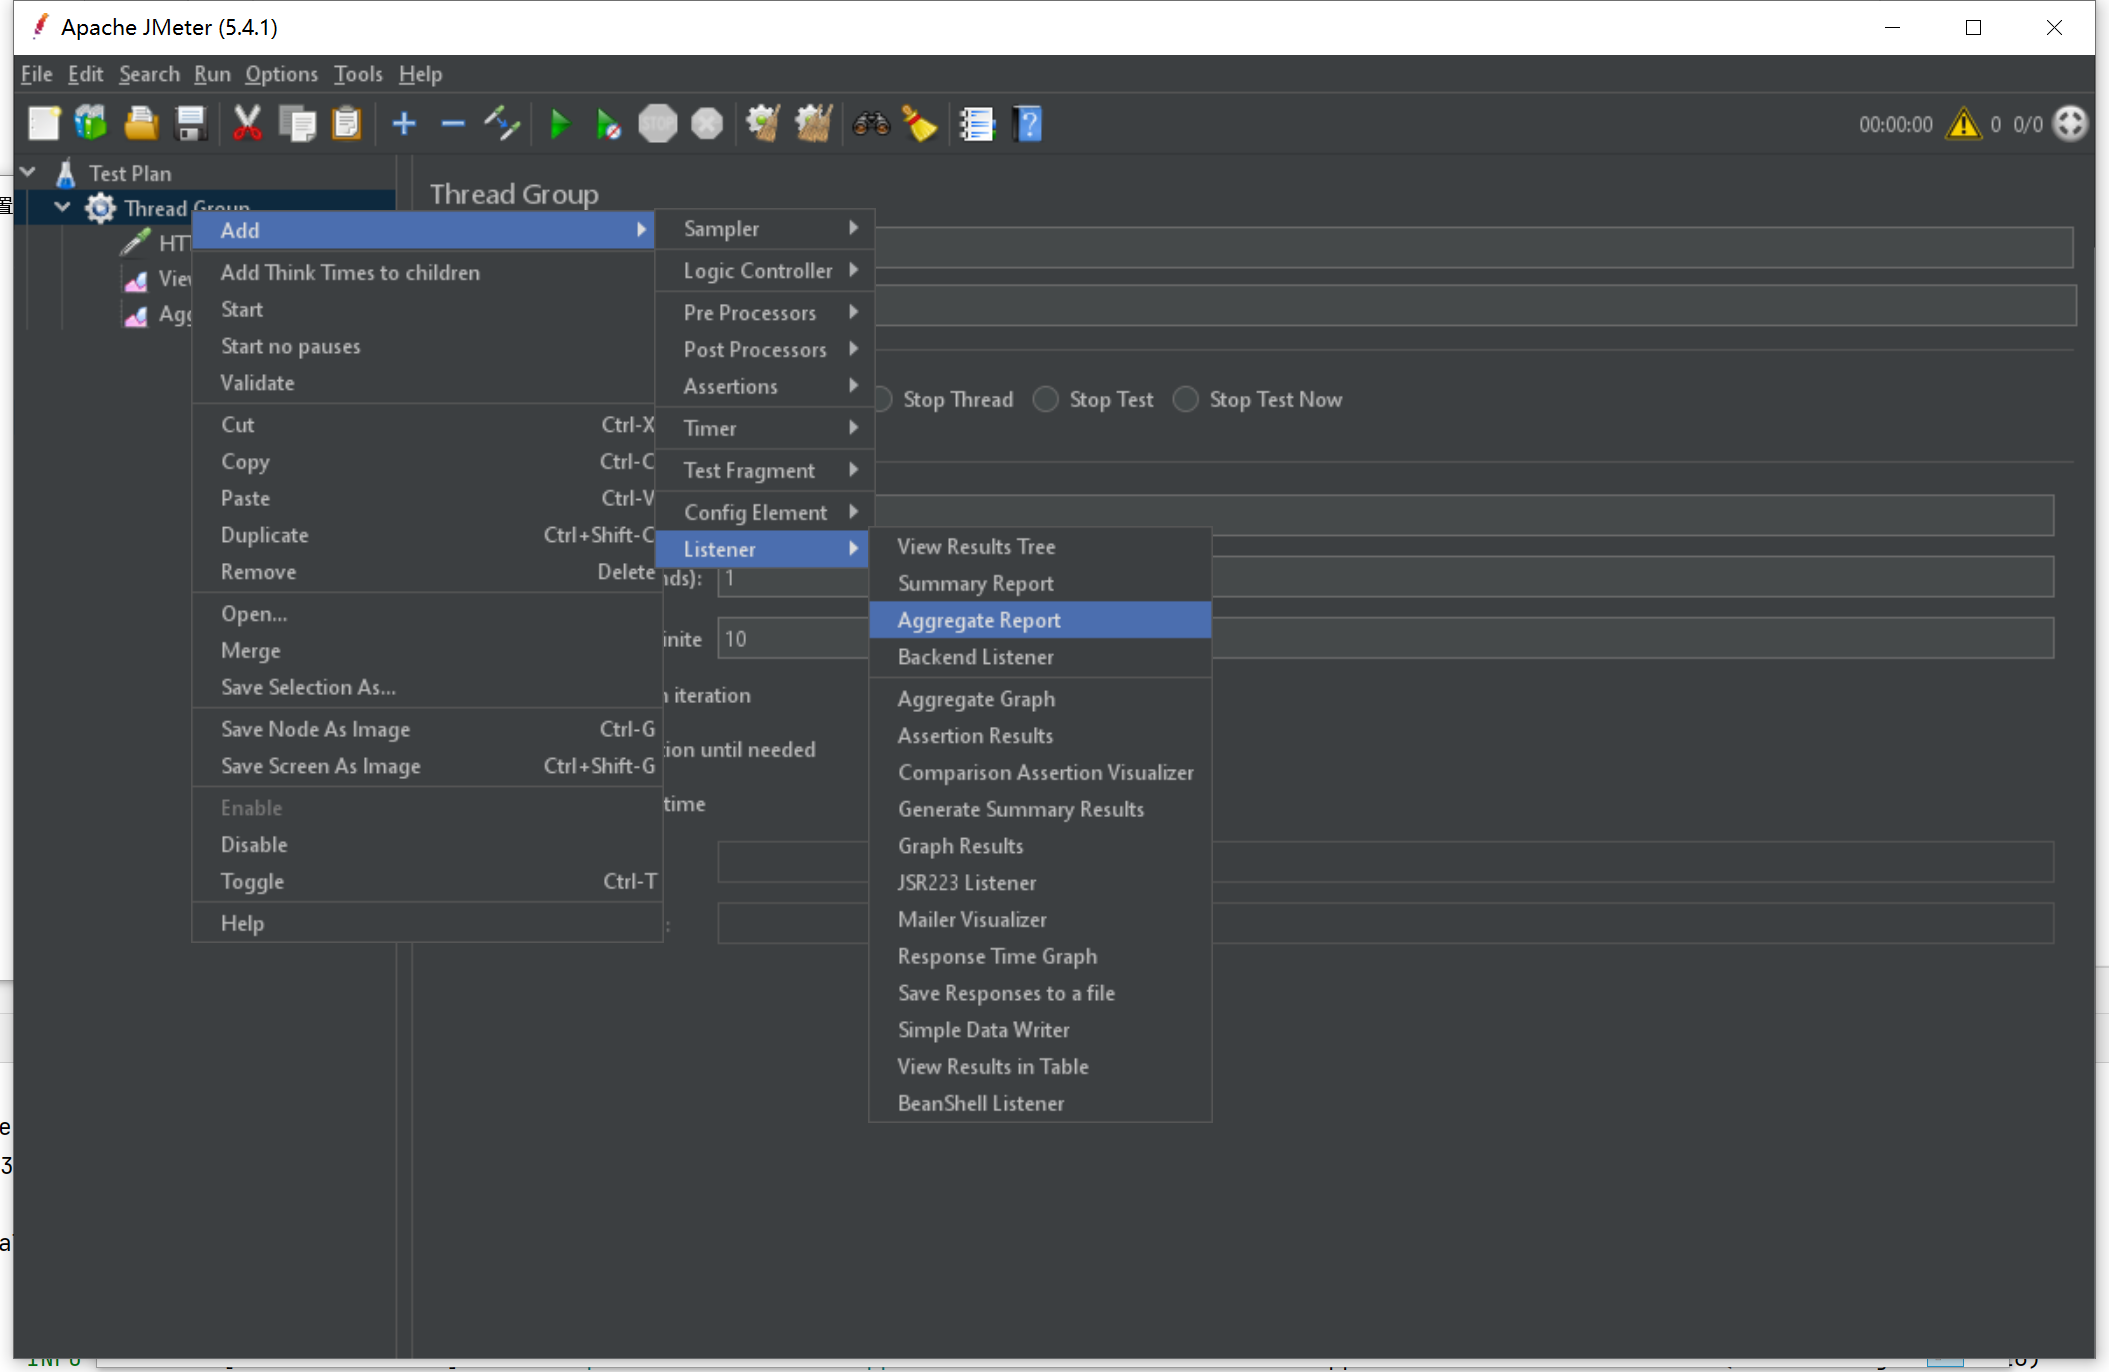 Apache JMeter (5.4.1)
File Edit Search Run Options Tools Help
00:00:00 0 0/0
Test Plan
Thread Group
HT
View
Agg
Thread Group
Add
Add Think Times to children
Start
Start no pauses
Validate
Cut Ctrl-X
Copy Ctrl-C
Paste Ctrl-V
Duplicate Ctrl+Shift-C
Remove Delete
Open...
Merge
Save Selection As...
Save Node As Image Ctrl-G
Save Screen As Image Ctrl+Shift-G
Enable
Disable
Toggle Ctrl-T
Help
Sampler
Logic Controller
Pre Processors
Post Processors
Assertions
Timer
Test Fragment
Config Element
Listener
Stop Thread Stop Test Stop Test Now
nds): 1
inite 10
iteration
ion until needed
time
:
View Results Tree
Summary Report
Aggregate Report
Backend Listener
Aggregate Graph
Assertion Results
Comparison Assertion Visualizer
Generate Summary Results
Graph Results
JSR223 Listener
Mailer Visualizer
Response Time Graph
Save Responses to a file
Simple Data Writer
View Results in Table
BeanShell Listener
置
e
3
a
INFO